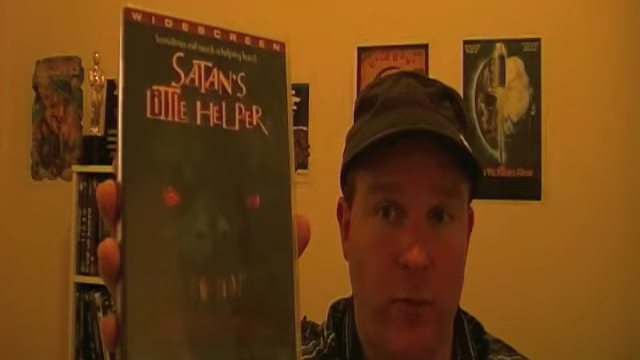 WIDESCREEN
Sometimes evil needs a helping hand.
SATAN'S
LITTLE HELPER